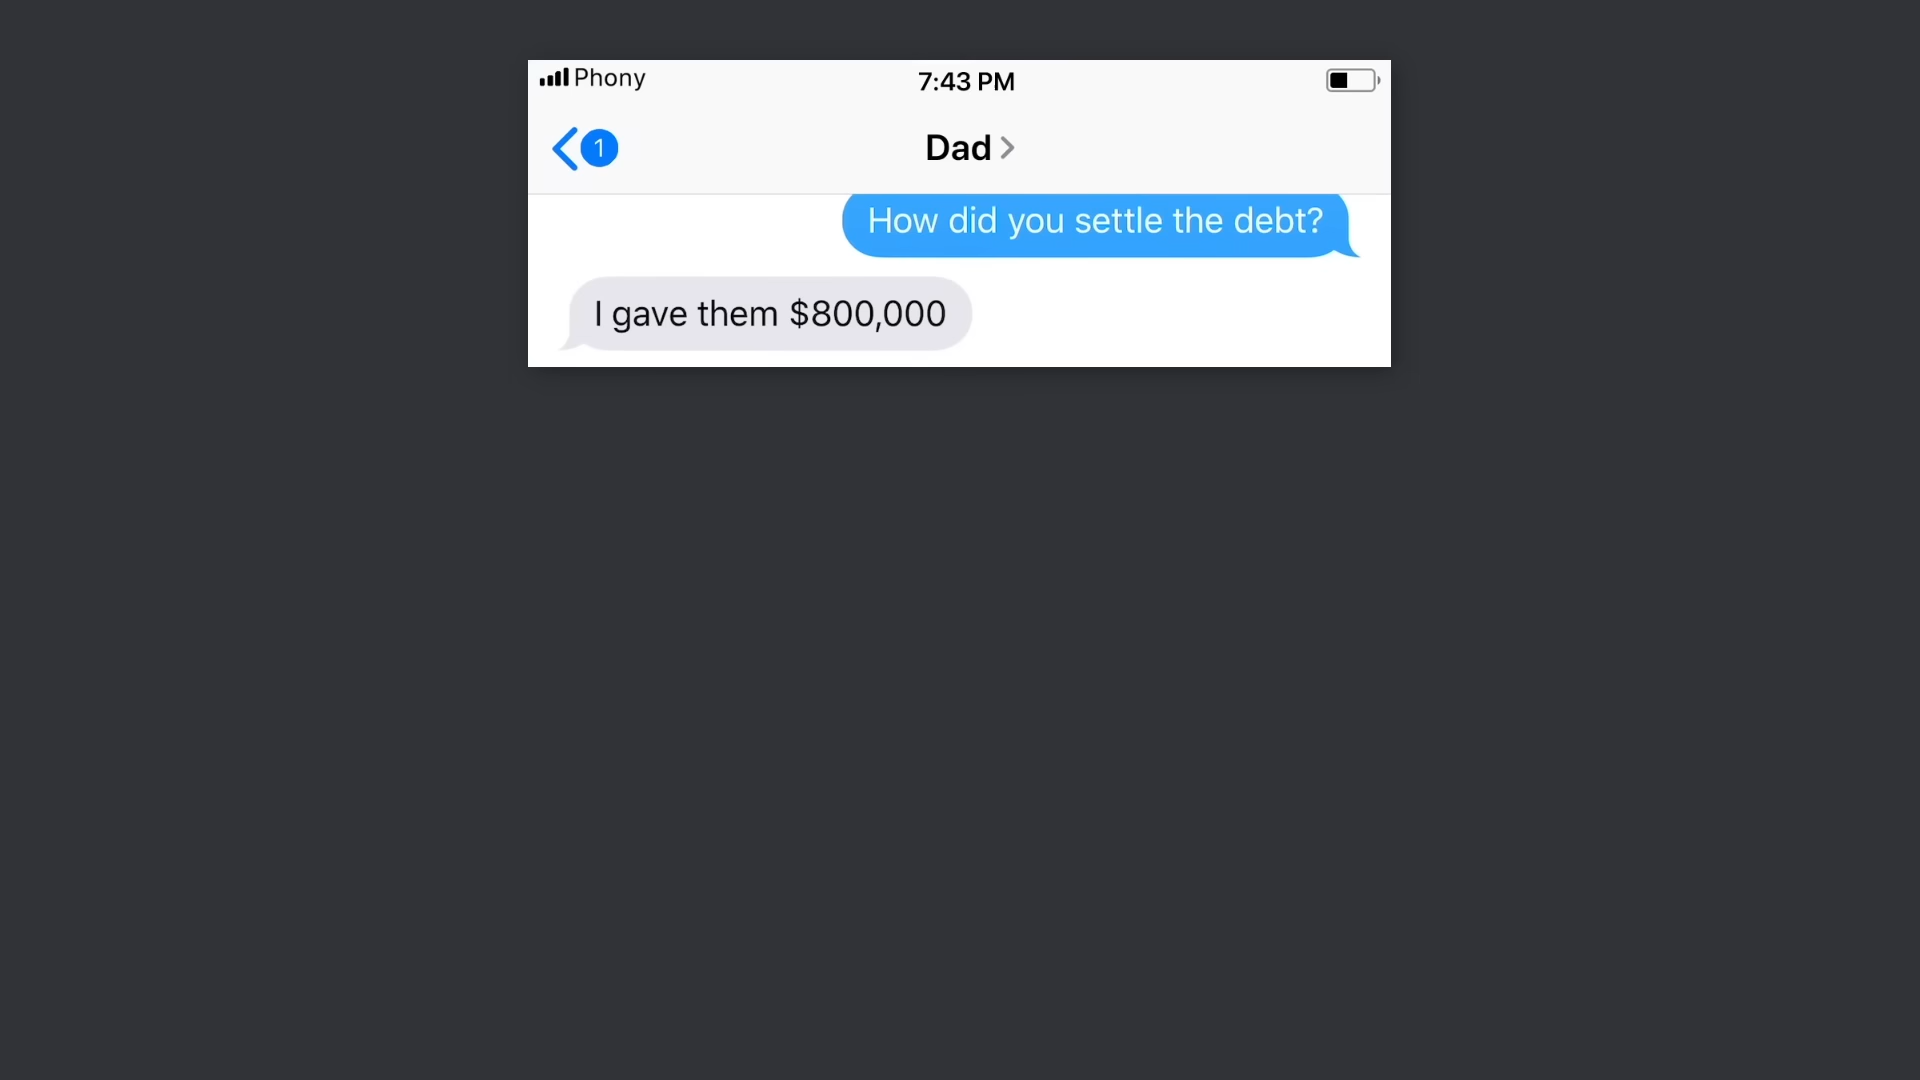 Phony 7:43 PM
1 Dad
How did you settle the debt?
I gave them $800,000